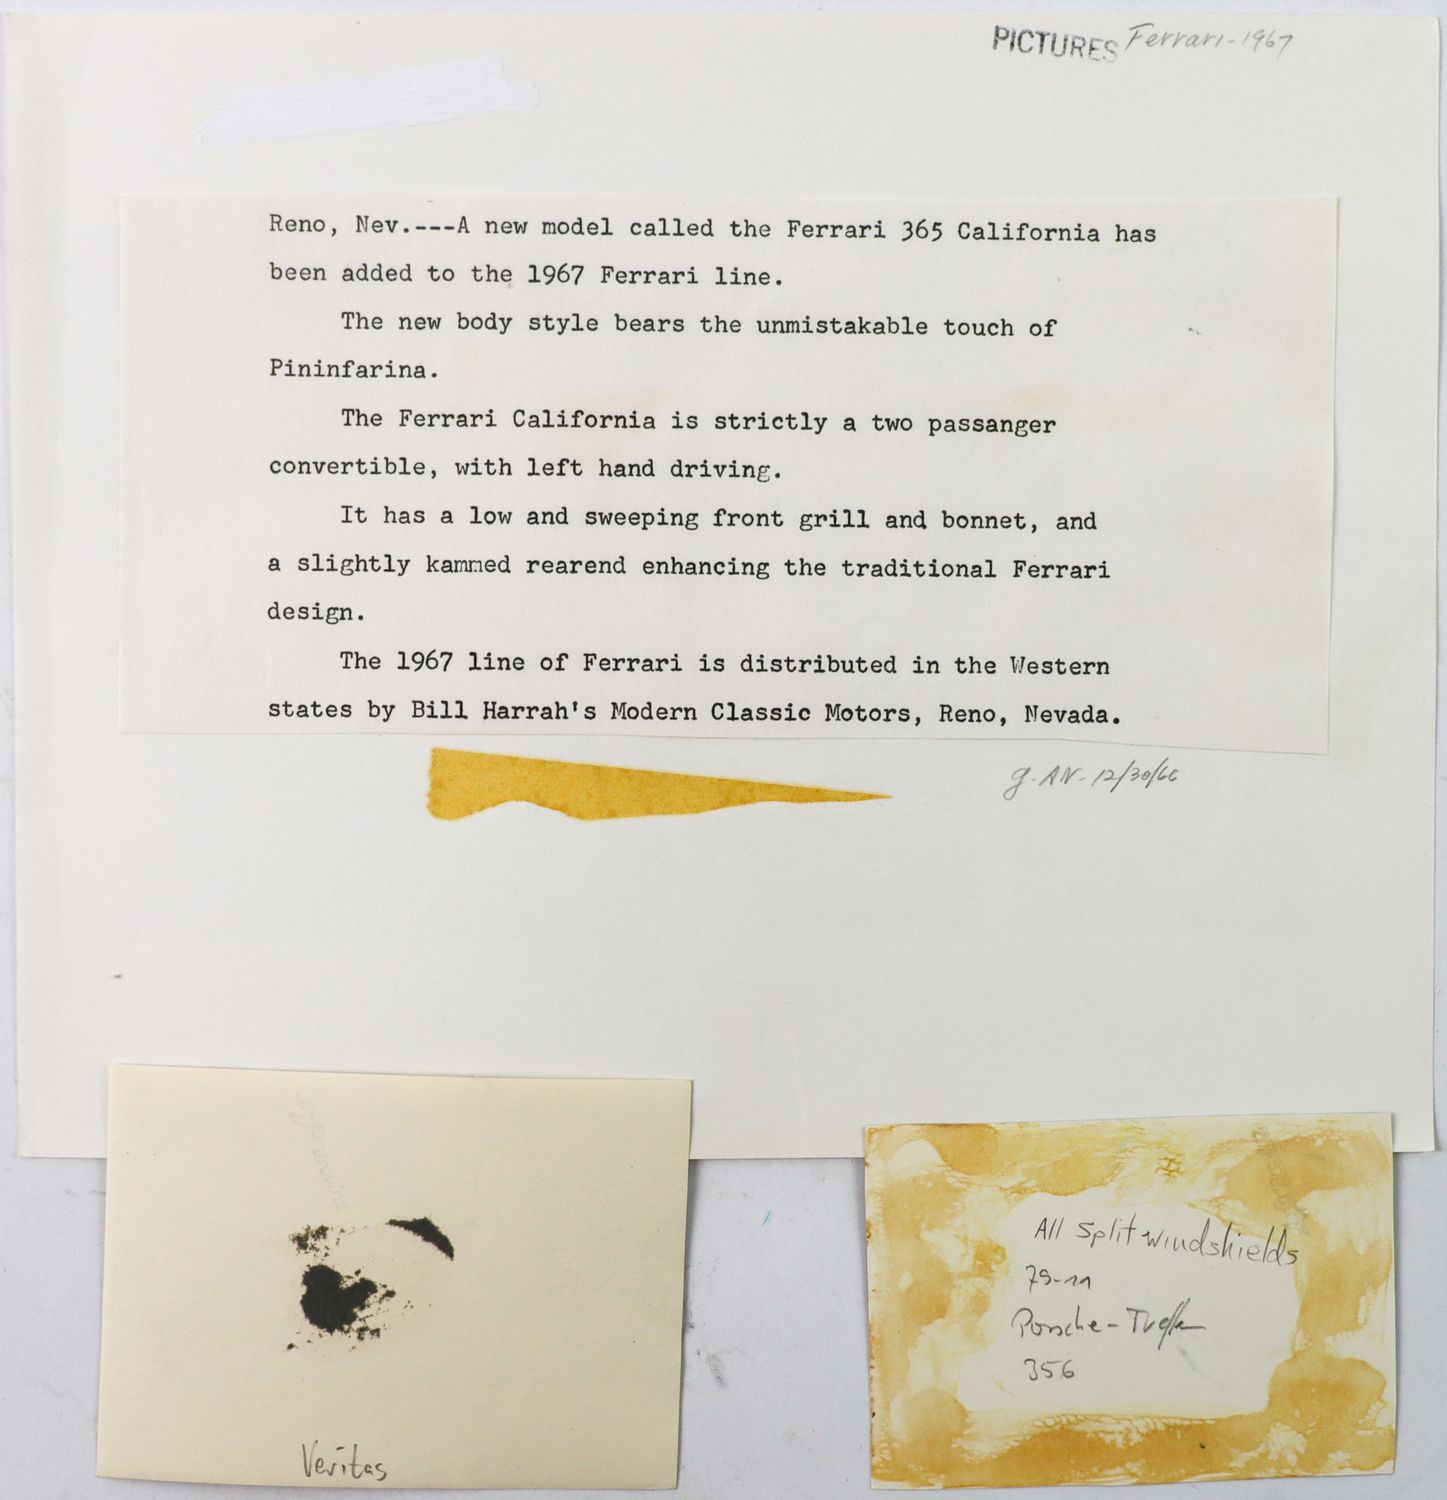 PICTURES Ferrari-1967
Reno, Nev.---A new model called the Ferrari 365 California has
been added to the 1967 Ferrari line.
The new body style bears the unmistakable touch of
Pininfarina.
The Ferrari California is strictly a two passanger
convertible, with left hand driving.
It has a low and sweeping front grill and bonnet, and
a slightly kammed rearend enhancing the traditional Ferrari
design.
The 1967 line of Ferrari is distributed in the Western
states by Bill Harrah's Modern Classic Motors, Reno, Nevada.
g-AN-12/30/66
Veritas
All split windshields
79-11
Porsche-Treffen
356